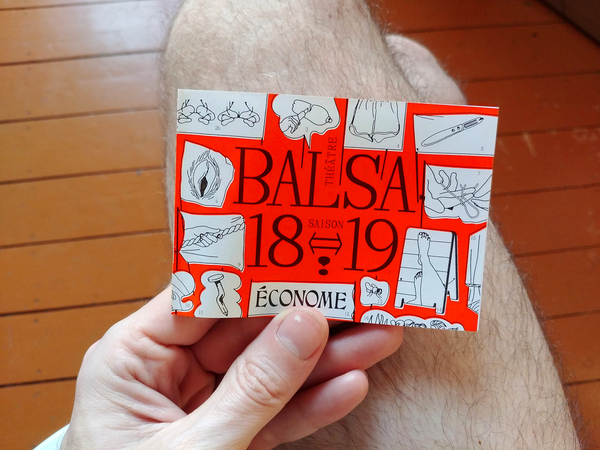 THÉÂTRE
BALSA
SAISON
18 19
ÉCONOME